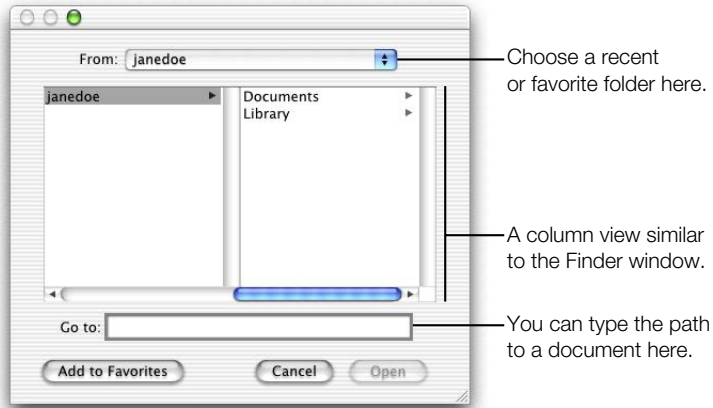 From: janedoe
Choose a recent
or favorite folder here.
janedoe
Documents
Library
A column view similar
to the Finder window.
Go to:
You can type the path
to a document here.
Add to Favorites
Cancel
Open